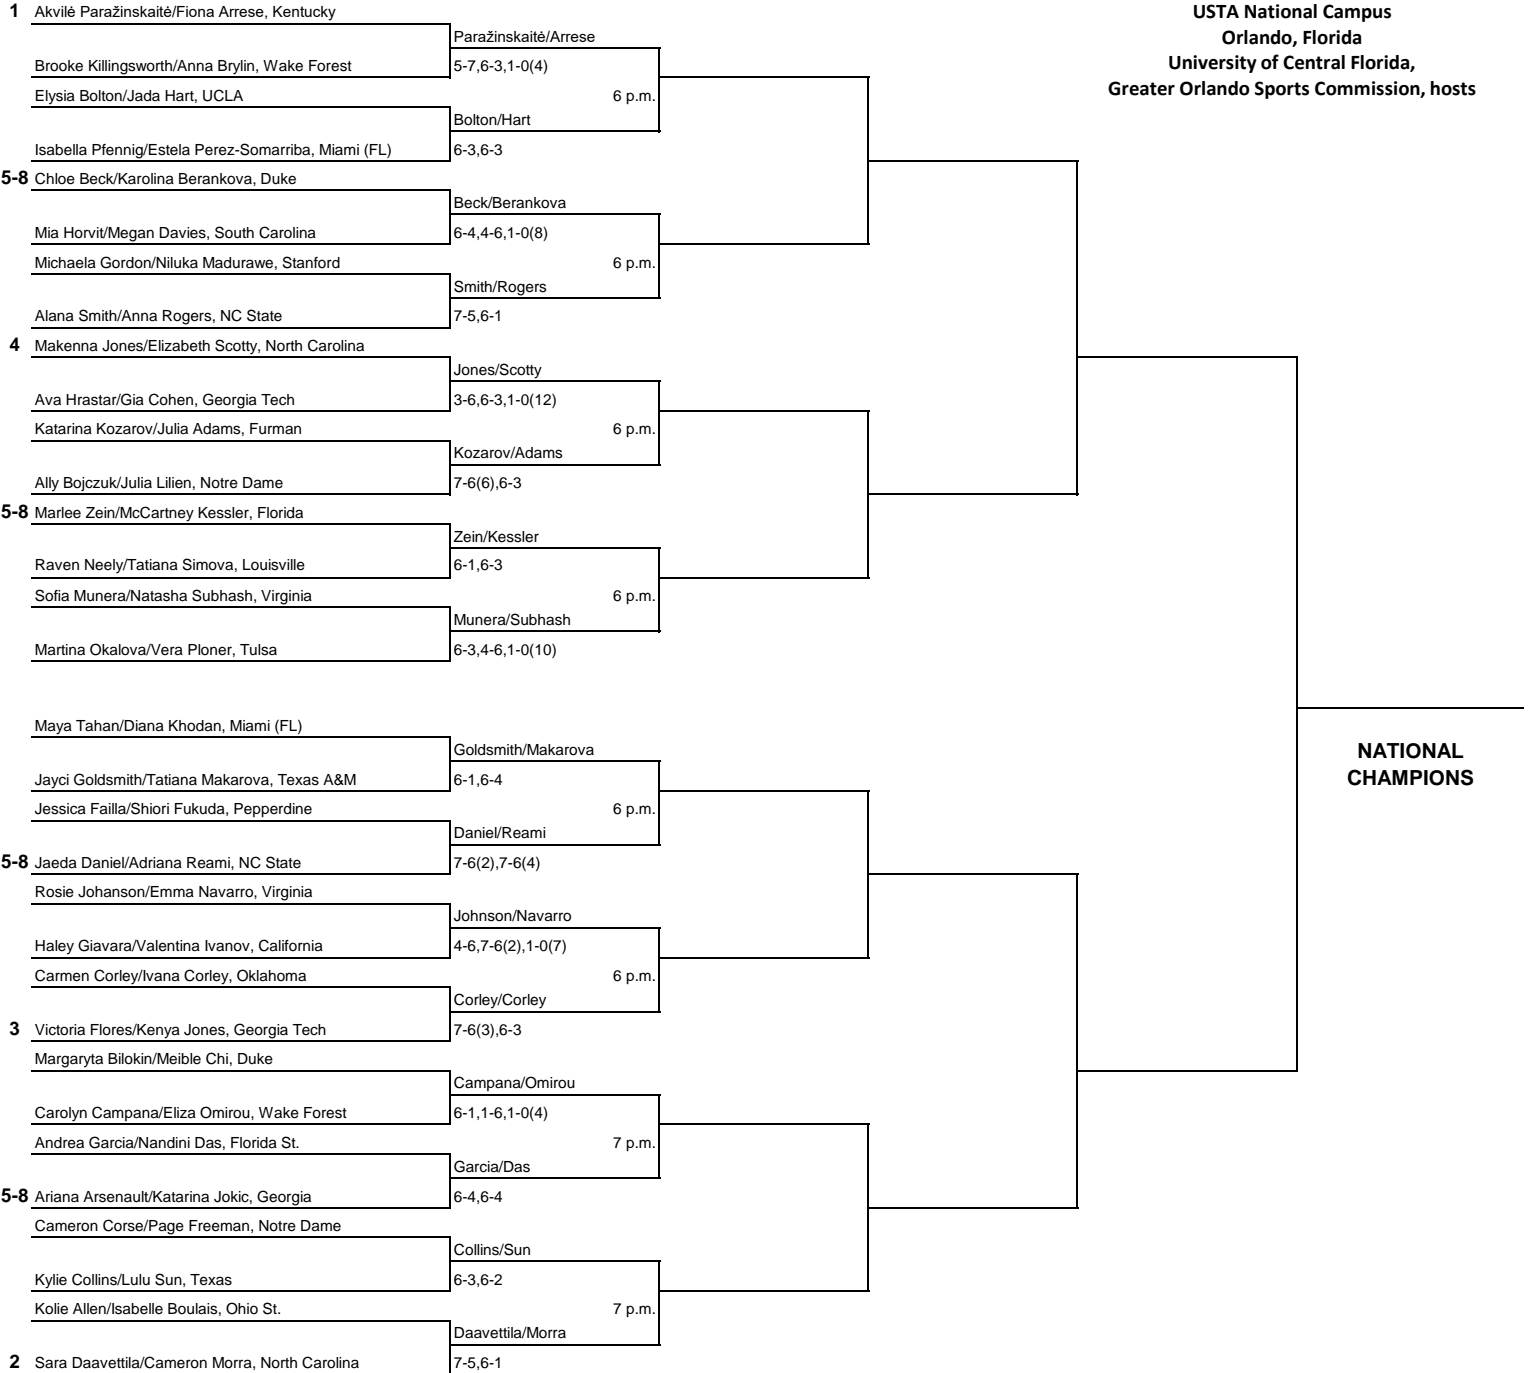 USTA National Campus
Orlando, Florida
University of Central Florida,
Greater Orlando Sports Commission, hosts
1 Akvilė Paražinskaitė/Fiona Arrese, Kentucky
Paražinskaitė/Arrese
Brooke Killingsworth/Anna Brylin, Wake Forest
5-7,6-3,1-0(4)
Elysia Bolton/Jada Hart, UCLA
6 p.m.
Bolton/Hart
Isabella Pfennig/Estela Perez-Somarriba, Miami (FL)
6-3,6-3
5-8 Chloe Beck/Karolina Berankova, Duke
Beck/Berankova
Mia Horvit/Megan Davies, South Carolina
6-4,4-6,1-0(8)
Michaela Gordon/Niluka Madurawe, Stanford
6 p.m.
Smith/Rogers
Alana Smith/Anna Rogers, NC State
7-5,6-1
4 Makenna Jones/Elizabeth Scotty, North Carolina
Jones/Scotty
Ava Hrastar/Gia Cohen, Georgia Tech
3-6,6-3,1-0(12)
Katarina Kozarov/Julia Adams, Furman
6 p.m.
Kozarov/Adams
Ally Bojczuk/Julia Lilien, Notre Dame
7-6(6),6-3
5-8 Marlee Zein/McCartney Kessler, Florida
Zein/Kessler
Raven Neely/Tatiana Simova, Louisville
6-1,6-3
Sofia Munera/Natasha Subhash, Virginia
6 p.m.
Munera/Subhash
Martina Okalova/Vera Ploner, Tulsa
6-3,4-6,1-0(10)
Maya Tahan/Diana Khodan, Miami (FL)
Goldsmith/Makarova
NATIONAL
CHAMPIONS
Jayci Goldsmith/Tatiana Makarova, Texas A&M
6-1,6-4
Jessica Failla/Shiori Fukuda, Pepperdine
6 p.m.
Daniel/Reami
5-8 Jaeda Daniel/Adriana Reami, NC State
7-6(2),7-6(4)
Rosie Johanson/Emma Navarro, Virginia
Johnson/Navarro
Haley Giavara/Valentina Ivanov, California
4-6,7-6(2),1-0(7)
Carmen Corley/Ivana Corley, Oklahoma
6 p.m.
Corley/Corley
3 Victoria Flores/Kenya Jones, Georgia Tech
7-6(3),6-3
Margaryta Bilokin/Meible Chi, Duke
Campana/Omirou
Carolyn Campana/Eliza Omirou, Wake Forest
6-1,1-6,1-0(4)
Andrea Garcia/Nandini Das, Florida St.
7 p.m.
Garcia/Das
5-8 Ariana Arsenault/Katarina Jokic, Georgia
6-4,6-4
Cameron Corse/Page Freeman, Notre Dame
Collins/Sun
Kylie Collins/Lulu Sun, Texas
6-3,6-2
Kolie Allen/Isabelle Boulais, Ohio St.
7 p.m.
Daavettila/Morra
2 Sara Daavettila/Cameron Morra, North Carolina
7-5,6-1